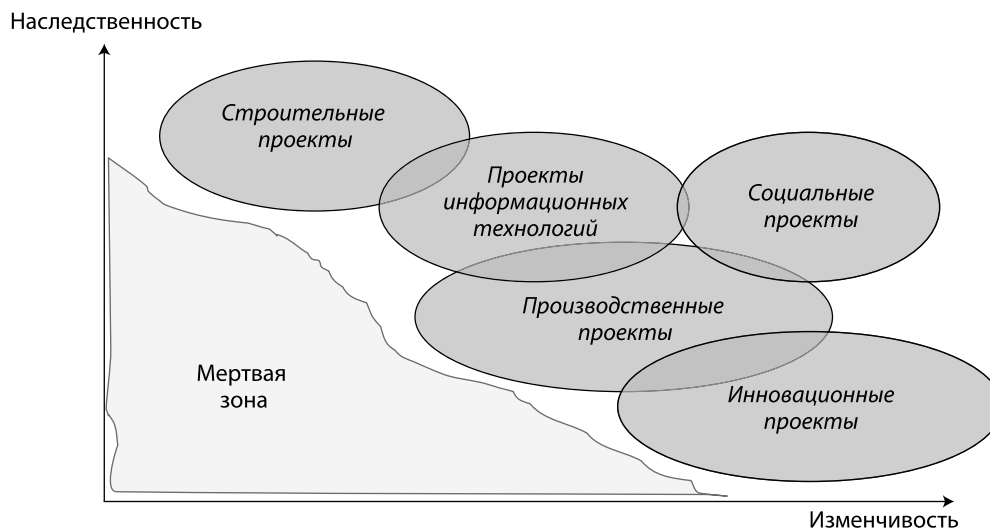 Наследственность
Строительные
проекты
Проекты
информационных
технологий
Социальные
проекты
Производственные
проекты
Мертвая
зона
Инновационные
проекты
Изменчивость